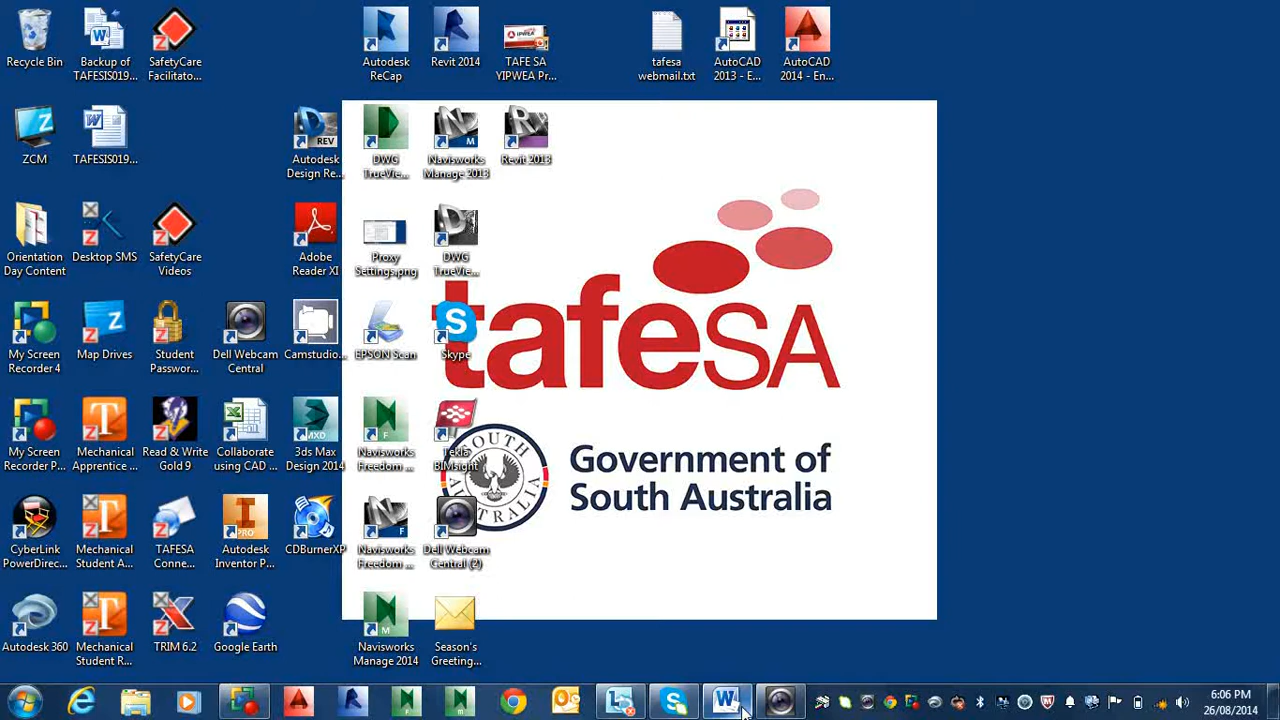 Recycle Bin
Backup of
TAFESIS019...
SafetyCare
Facilitato...
Autodesk
ReCap
Revit 2014
TAFE SA
YIPWEA Pr...
tafesa
webmail.txt
AutoCAD
2013 - E...
AutoCAD
2014 - En...
ZCM
TAFESIS019...
Autodesk
Design Re...
DWG
TrueVie...
Navisworks
Manage 2013
Revit 2013
Orientation
Day Content
Desktop SMS
SafetyCare
Videos
Adobe
Reader XI
Proxy
Settings.png
DWG
TrueVie...
My Screen
Recorder 4
Map Drives
Student
Passwor...
Dell Webcam
Central
Camstudio...
EPSON Scan
Skype
tafeSA
My Screen
Recorder P...
Mechanical
Apprentice ...
Read & Write
Gold 8
Collaborate
using CAD ...
3ds Max
Design 2014
Navisworks
Freedom ...
Tekla
BIMsight
SOUTH
AUSTRALIA
Government of
South Australia
CyberLink
PowerDirec...
Mechanical
Student A...
TAFESA
Conne...
Autodesk
Inventor P...
CDBurnerXP
Navisworks
Freedom ...
Dell Webcam
Central (2)
Autodesk 360
Mechanical
Student R...
TRIM 6.2
Google Earth
Navisworks
Manage 2014
Season's
Greeting...
6:06 PM
26/08/2014